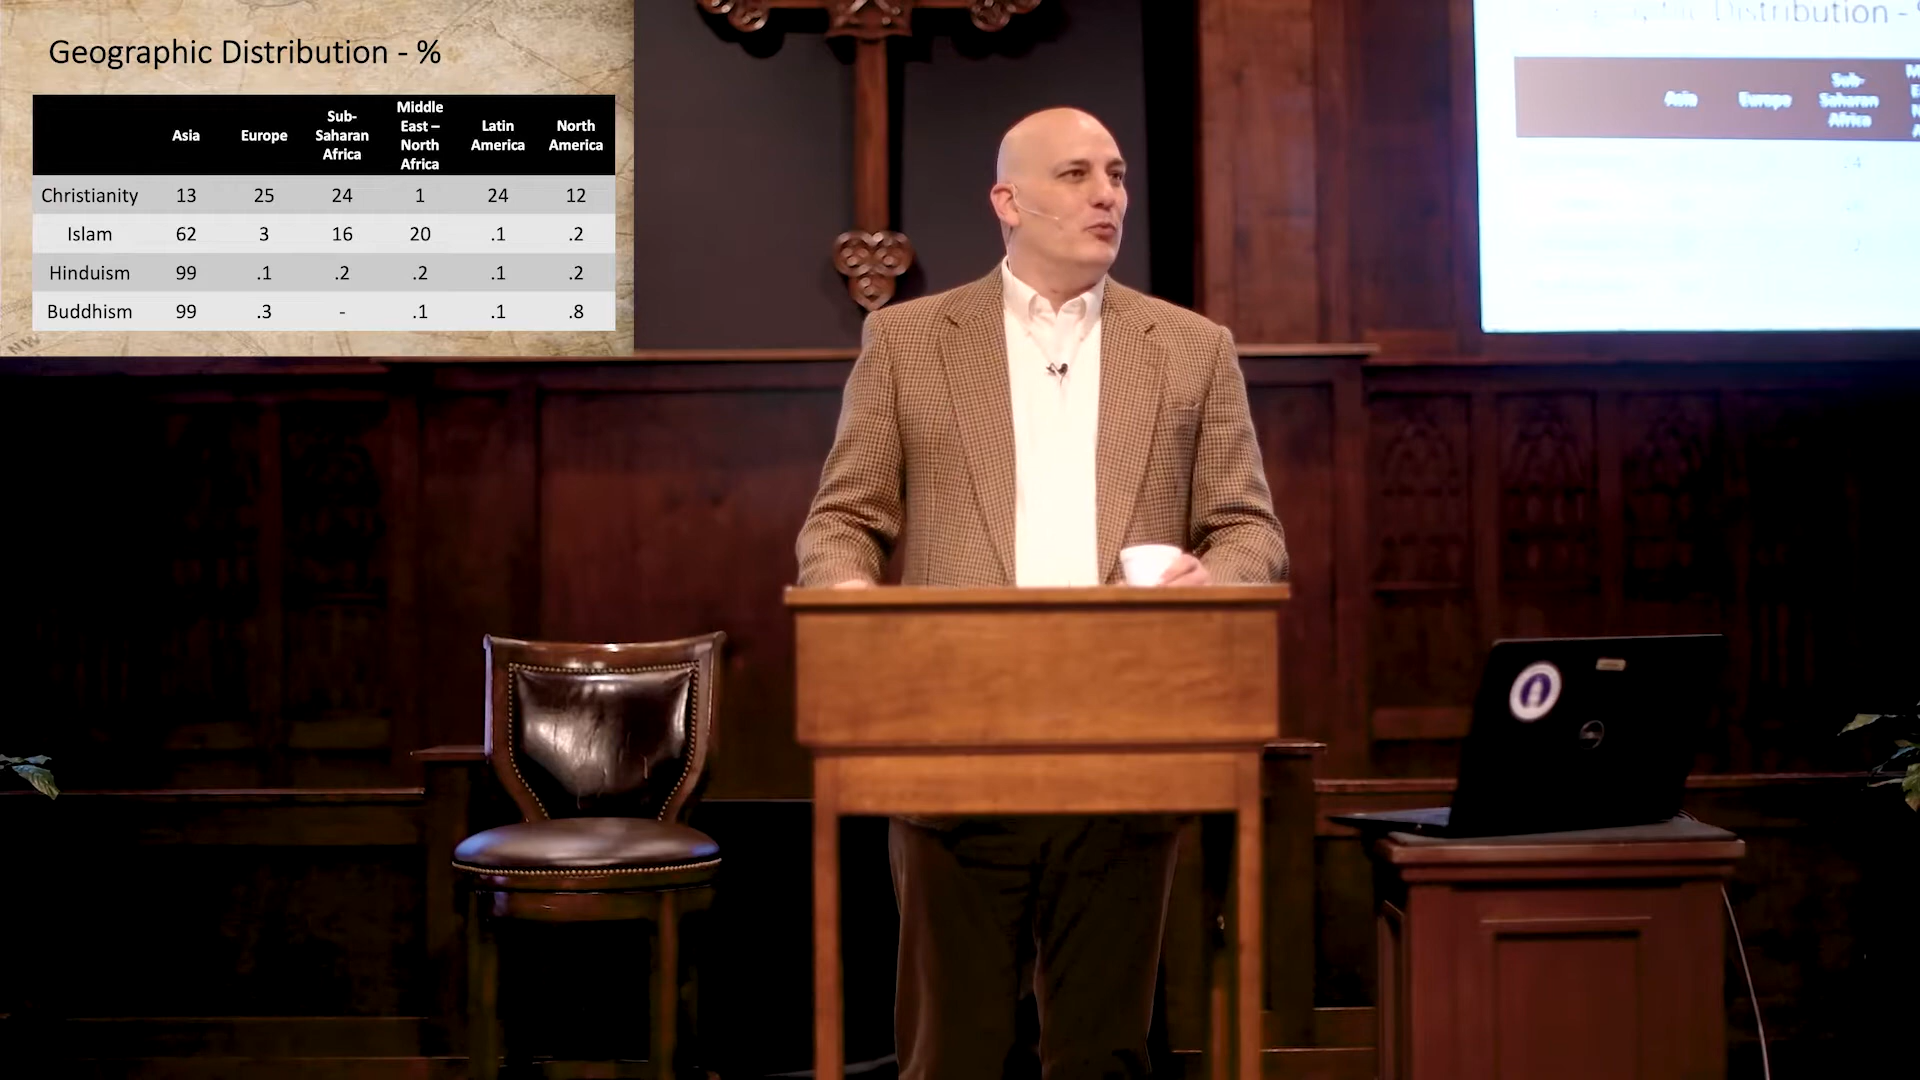 Geographic Distribution - %
Asia Europe Sub-Saharan Africa Middle East – North Africa Latin America North America
Christianity 13 25 24 1 24 12
Islam 62 3 16 20 .1 .2
Hinduism 99 .1 .2 .2 .1 .2
Buddhism 99 .3 - .1 .1 .8
NW
Distribution -
Asia Europe Sub-Saharan Africa
DELL